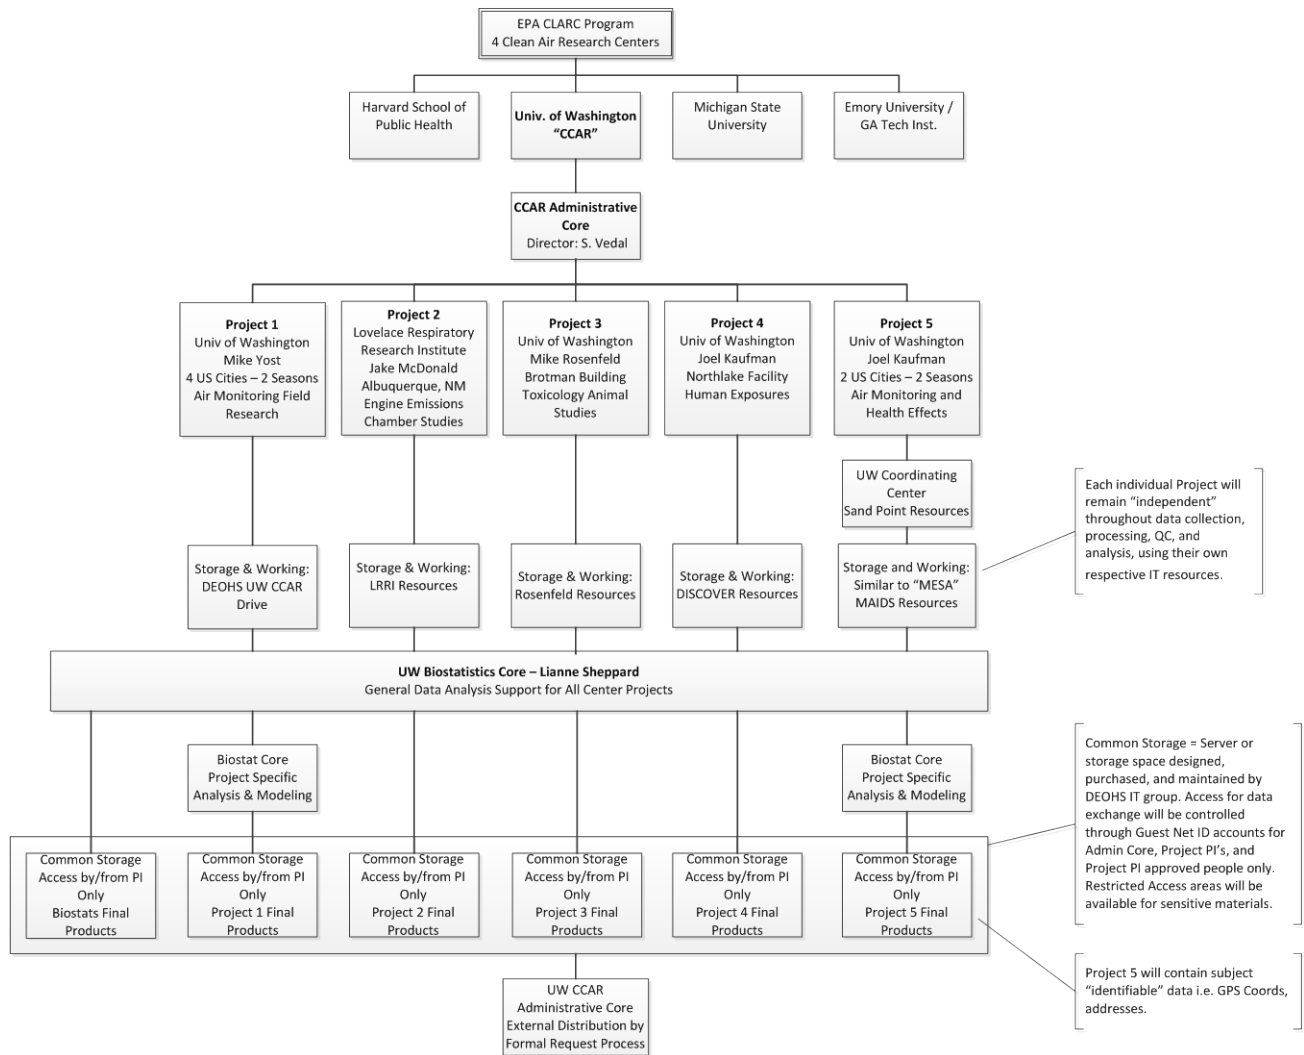 EPA CLARC Program
4 Clean Air Research Centers
Harvard School of
Public Health
Univ. of Washington
“CCAR”
Michigan State
University
Emory University /
GA Tech Inst.
CCAR Administrative
Core
Director: S. Vedal
Project 1
Univ of Washington
Mike Yost
4 US Cities – 2 Seasons
Air Monitoring Field
Research
Project 2
Lovelace Respiratory
Research Institute
Jake McDonald
Albuquerque, NM
Engine Emissions
Chamber Studies
Project 3
Univ of Washington
Mike Rosenfeld
Brotman Building
Toxicology Animal
Studies
Project 4
Univ of Washington
Joel Kaufman
Northlake Facility
Human Exposures
Project 5
Univ of Washington
Joel Kaufman
2 US Cities – 2 Seasons
Air Monitoring and
Health Effects
UW Coordinating
Center
Sand Point Resources
Each individual Project will
remain “independent”
throughout data collection,
processing, QC, and
analysis, using their own
respective IT resources.
Storage & Working:
DEOHS UW CCAR
Drive
Storage & Working:
LRRI Resources
Storage & Working:
Rosenfeld Resources
Storage & Working:
DISCOVER Resources
Storage and Working:
Similar to “MESA”
MAIDS Resources
UW Biostatistics Core – Lianne Sheppard
General Data Analysis Support for All Center Projects
Biostat Core
Project Specific
Analysis & Modeling
Biostat Core
Project Specific
Analysis & Modeling
Common Storage = Server or
storage space designed,
purchased, and maintained by
DEOHS IT group. Access for data
exchange will be controlled
through Guest Net ID accounts for
Admin Core, Project PI’s, and
Project PI approved people only.
Restricted Access areas will be
available for sensitive materials.
Common Storage
Access by/from PI
Only
Biostats Final
Products
Common Storage
Access by/from PI
Only
Project 1 Final
Products
Common Storage
Access by/from PI
Only
Project 2 Final
Products
Common Storage
Access by/from PI
Only
Project 3 Final
Products
Common Storage
Access by/from PI
Only
Project 4 Final
Products
Common Storage
Access by/from PI
Only
Project 5 Final
Products
Project 5 will contain subject
“identifiable” data i.e. GPS Coords,
addresses.
UW CCAR
Administrative Core
External Distribution by
Formal Request Process